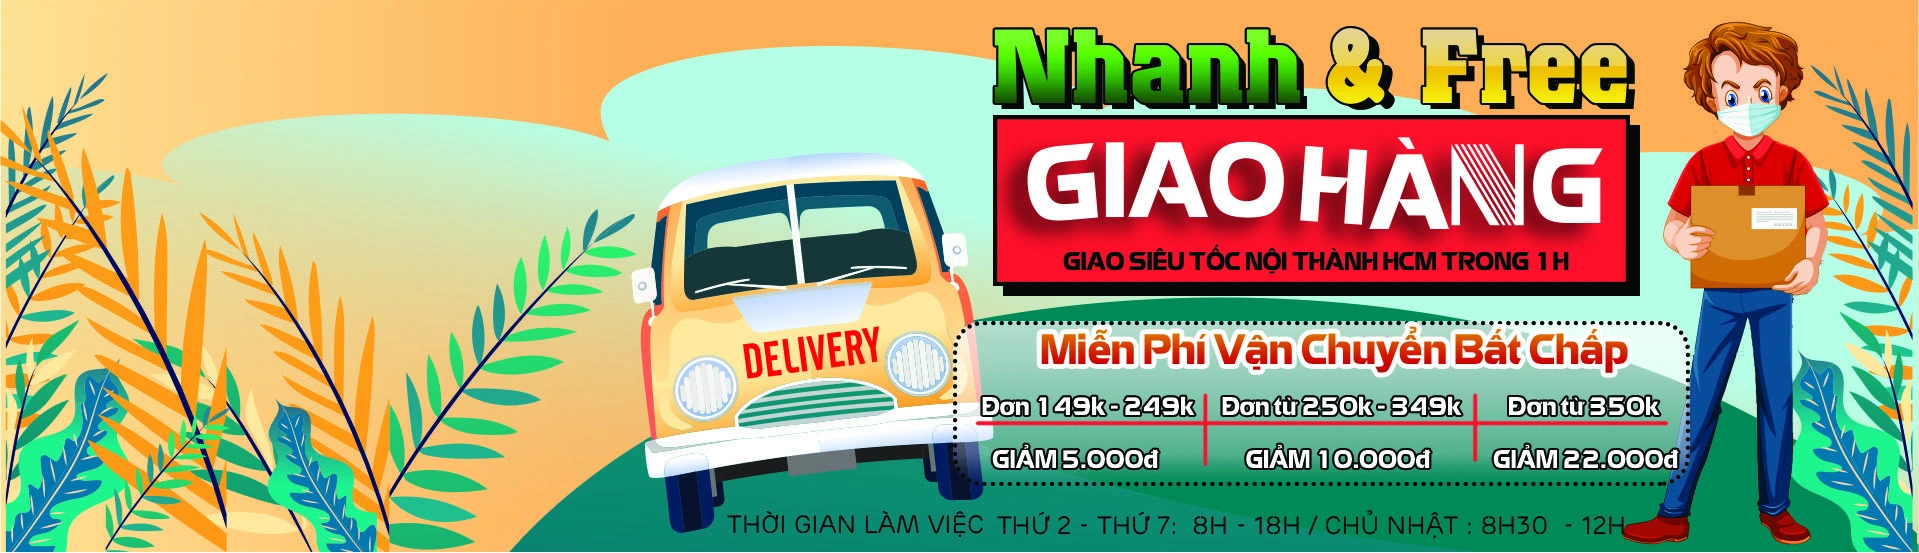 Nhanh & Free
GIAO HÀNG
GIAO SIÊU TỐC NỘI THÀNH HCM TRONG 1H
DELIVERY
Miễn Phí Vận Chuyển Bất Chấp
Đơn 149k - 249k Đơn từ 250k - 349k Đơn từ 350k
GIẢM 5.000đ GIẢM 10.000đ GIẢM 22.000đ
THỜI GIAN LÀM VIỆC THỨ 2 - THỨ 7: 8H - 18H / CHỦ NHẬT : 8H30 - 12H